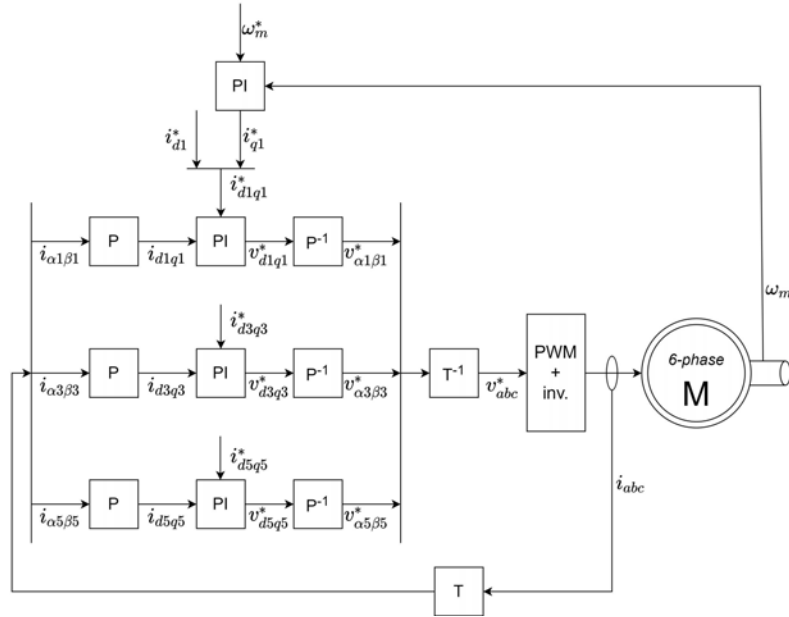 ω*m
PI
i*d1
i*q1
i*d1q1
P
PI
P-1
iα1β1
id1q1
v*d1q1
v*α1β1
ωm
i*d3q3
P
PI
P-1
T-1
PWM
+
inv.
6-phase
M
iα3β3
id3q3
v*d3q3
v*α3β3
v*abc
i*d5q5
iabc
P
PI
P-1
iα5β5
id5q5
v*d5q5
v*α5β5
T